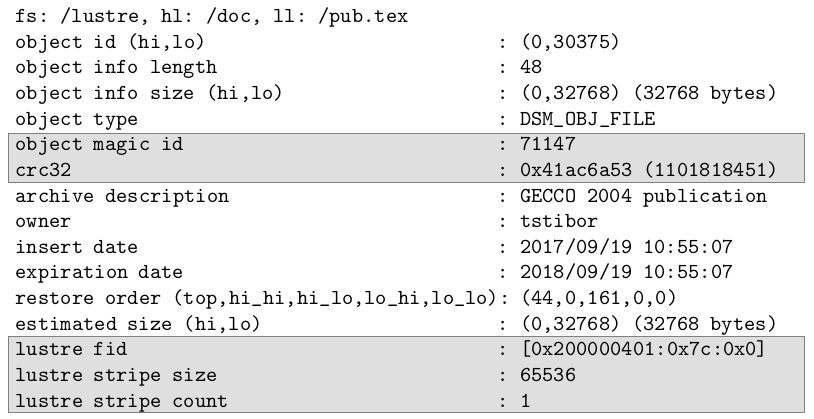 fs: /lustre, hl: /doc, ll: /pub.tex
object id (hi,lo) : (0,30375)
object info length : 48
object info size (hi,lo) : (0,32768) (32768 bytes)
object type : DSM_OBJ_FILE
object magic id : 71147
crc32 : 0x41ac6a53 (1101818451)
archive description : GECCO 2004 publication
owner : tstibor
insert date : 2017/09/19 10:55:07
expiration date : 2018/09/19 10:55:07
restore order (top,hi_hi,hi_lo,lo_hi,lo_lo): (44,0,161,0,0)
estimated size (hi,lo) : (0,32768) (32768 bytes)
lustre fid : [0x200000401:0x7c:0x0]
lustre stripe size : 65536
lustre stripe count : 1